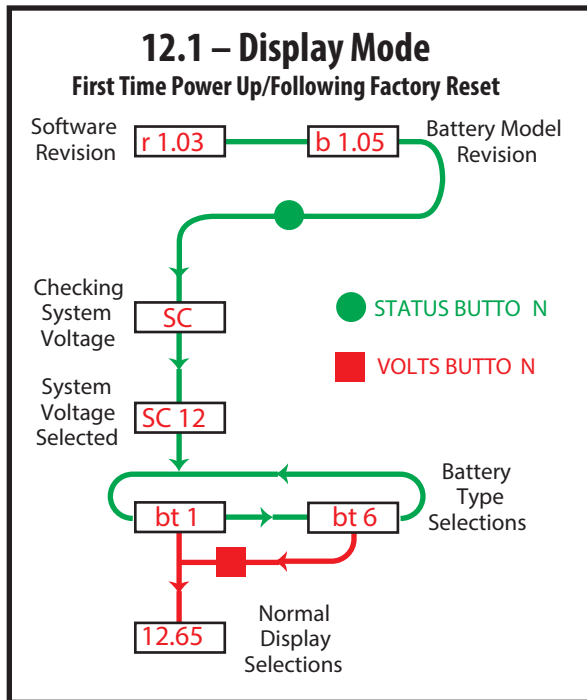 12.1 – Display Mode
First Time Power Up/Following Factory Reset
Software
Revision
r 1.03
b 1.05
Battery Model
Revision
Checking
System
Voltage
SC
STATUS BUTTO N
VOLTS BUTTO N
System
Voltage
Selected
SC 12
bt 1
bt 6
Battery
Type
Selections
12.65
Normal
Display
Selections